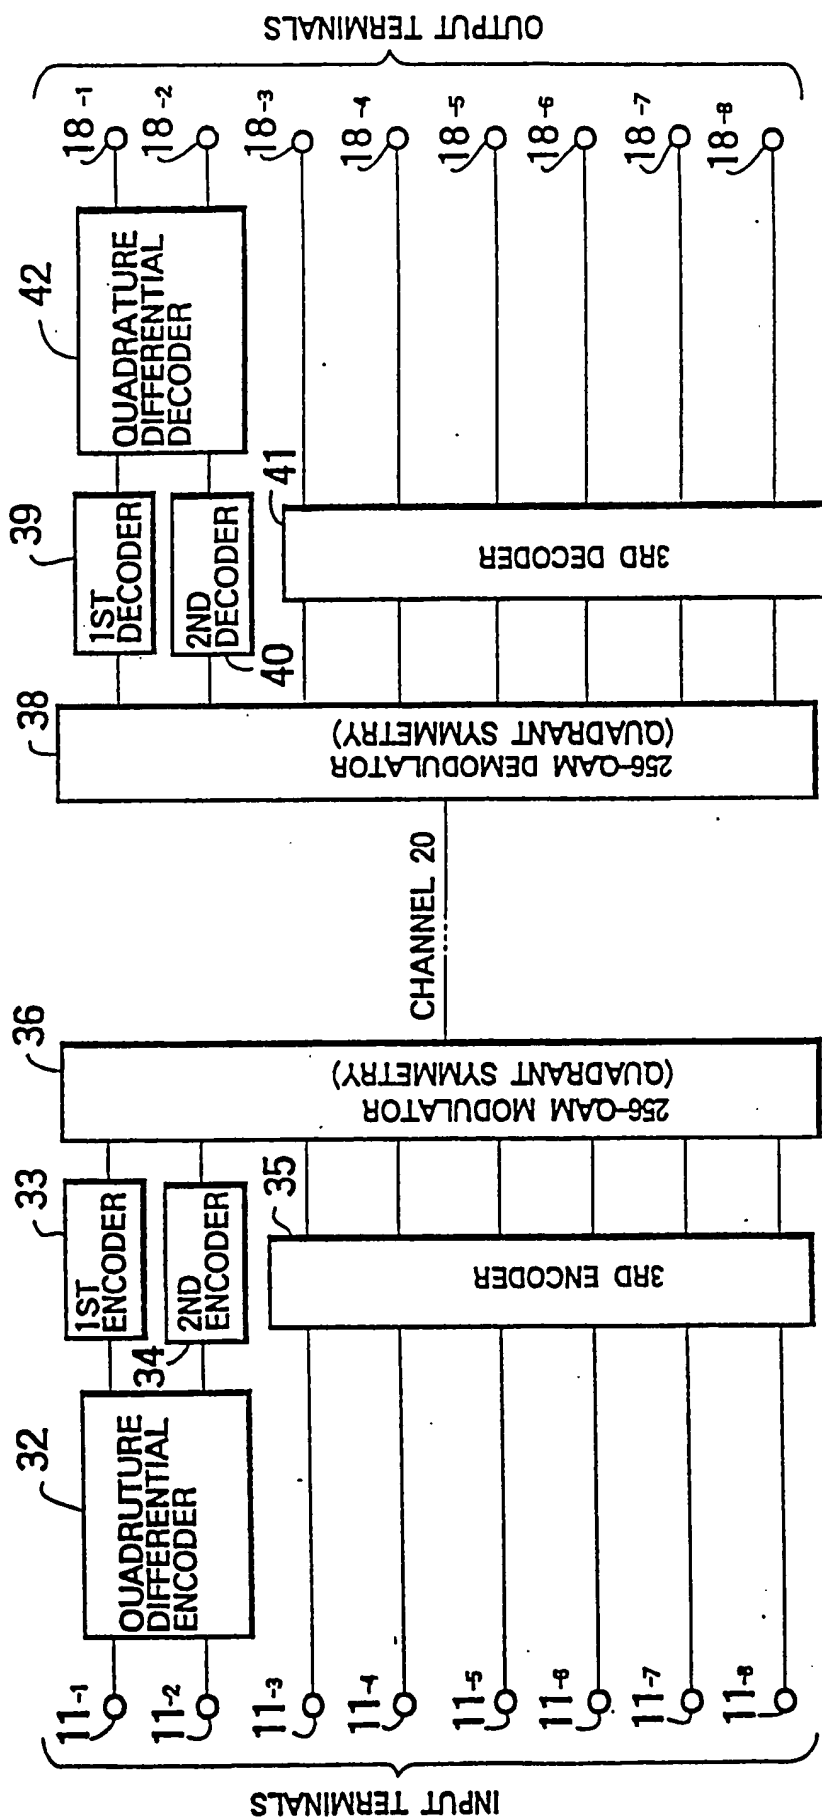 INPUT TERMINALS
11-1
11-2
11-3
11-4
11-5
11-6
11-7
11-8
32
QUADRUTURE
DIFFERENTIAL
ENCODER
33
1ST
ENCODER
34
2ND
ENCODER
35
3RD ENCODER
36
256-QAM MODULATOR
(QUADRANT SYMMETRY)
CHANNEL 20
38
256-QAM DEMODULATOR
(QUADRANT SYMMETRY)
39
1ST
DECODER
2ND
DECODER
40
41
3RD DECODER
42
QUADRATURE
DIFFERENTIAL
DECODER
18-1
18-2
18-3
18-4
18-5
18-6
18-7
18-8
OUTPUT TERMINALS